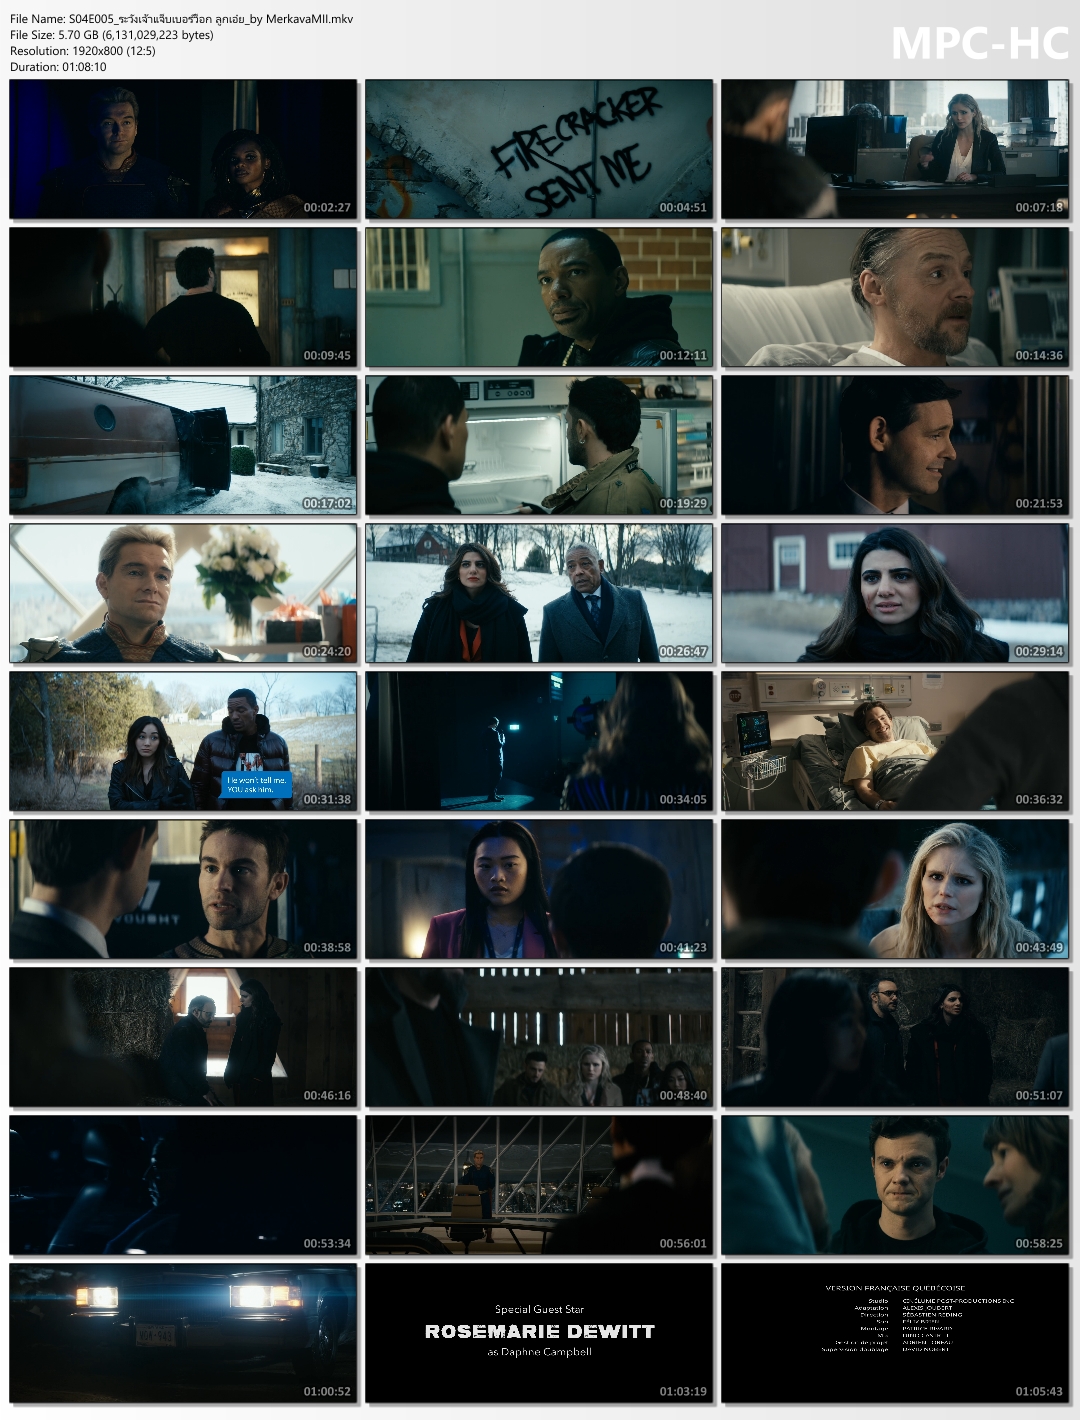 File Name: S04E005_ระวังเจ้าแจ็บเบอร์ว็อก ลูกเอ๋ย_by MerkavaMII.mkv
File Size: 5.70 GB (6,131,029,223 bytes)
Resolution: 1920x800 (12:5)
Duration: 01:08:10
MPC-HC
00:02:27
FIRECRACKER
SENT ME
00:04:51
00:07:18
00:09:45
00:12:11
00:14:36
00:17:02
00:19:29
00:21:53
00:24:20
00:26:47
00:29:14
He won't tell me.
YOU ask him.
00:31:38
00:34:05
00:36:32
VOUGHT
00:38:58
00:41:23
00:43:49
00:46:16
00:48:40
00:51:07
00:53:34
00:56:01
00:58:25
01:00:52
Special Guest Star
ROSEMARIE DEWITT
as Daphne Campbell
01:03:19
VERSION FRANÇAISE QUÉBÉCOISE
Studio CINÉLUME POST-PRODUCTIONS INC.
Adaptation
Direction
01:05:43